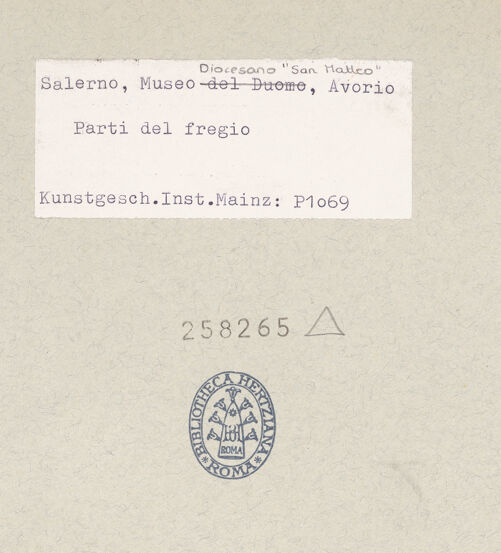 Diocesano "San Matteo"
Salerno, Museo del Duomo, Avorio
Parti del fregio
Kunstgesch.Inst.Mainz: P1o69
258265
BIBLIOTHECA HERTZIANA
ROMA
ROMA